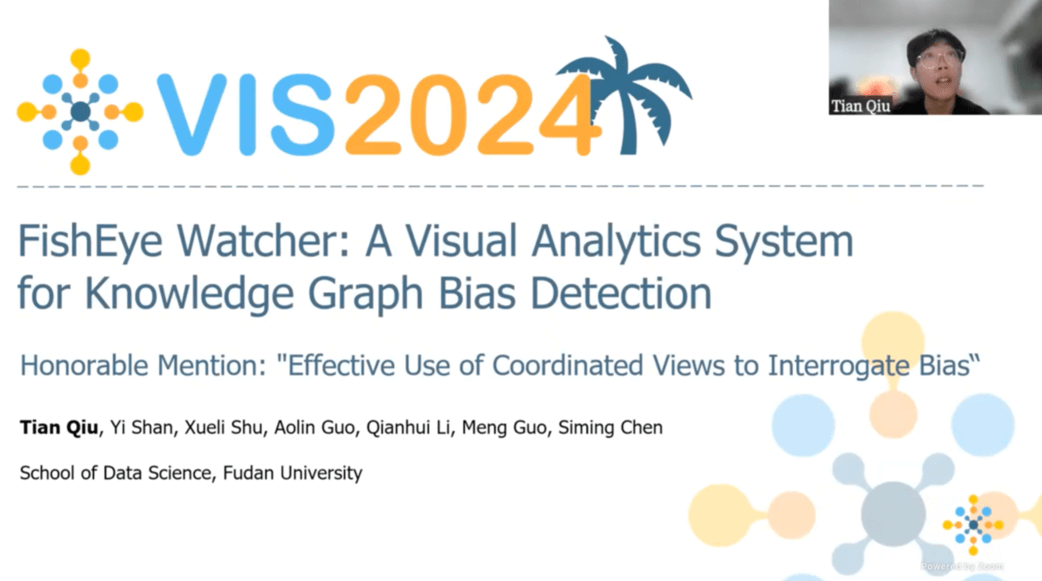 VIS2024
Tian Qiu
FishEye Watcher: A Visual Analytics System
for Knowledge Graph Bias Detection
Honorable Mention: "Effective Use of Coordinated Views to Interrogate Bias“
Tian Qiu, Yi Shan, Xueli Shu, Aolin Guo, Qianhui Li, Meng Guo, Siming Chen
School of Data Science, Fudan University
Powered by Zoom